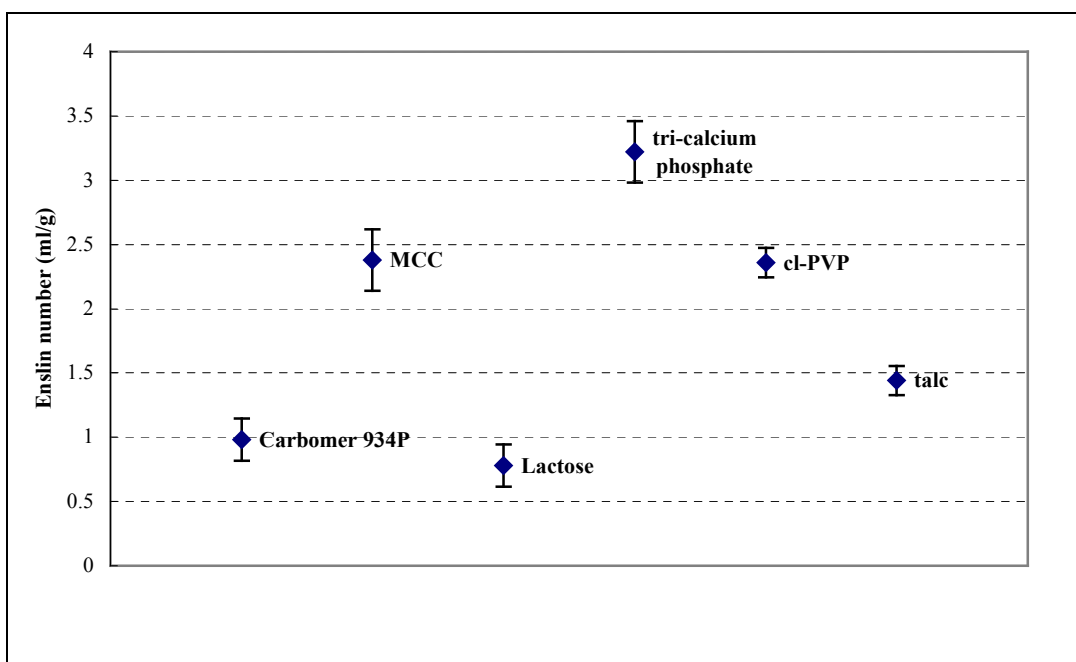 4
3.5
3
2.5
2
1.5
1
0.5
0
Enslin number (ml/g)
tri-calcium
phosphate
MCC
cl-PVP
talc
Carbomer 934P
Lactose